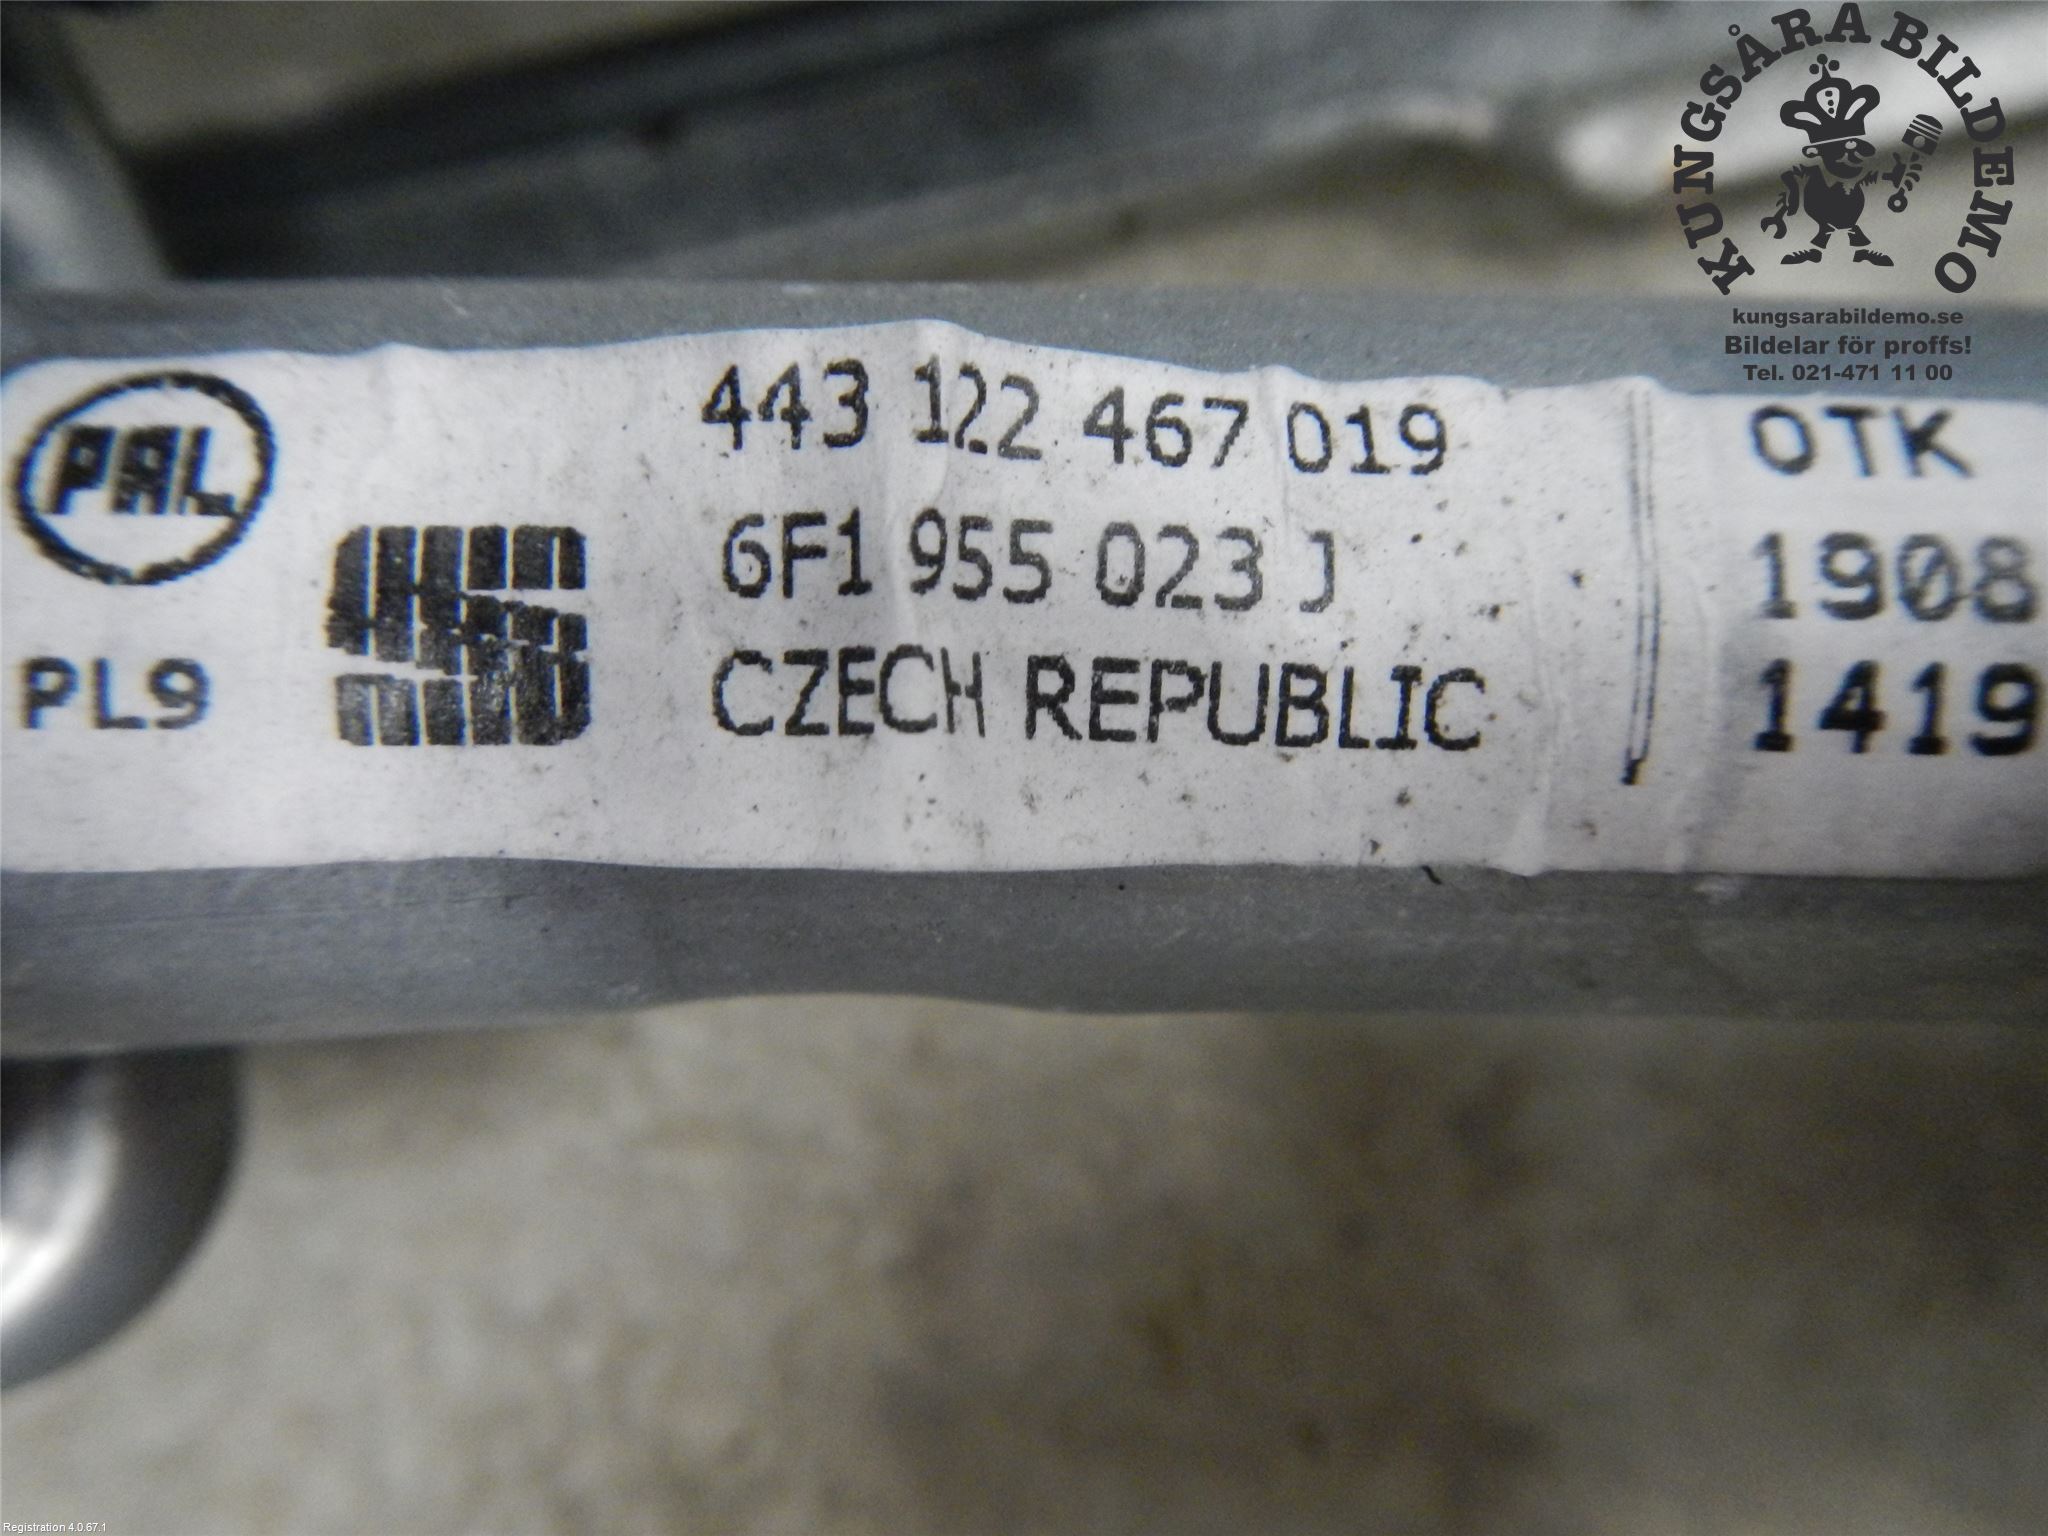 KUNGSÅRA BILDEMO
kungsarabildemo.se
Bildelar för proffs!
Tel. 021-471 11 00
PAL
PL9
443 122 467 019
6F1 955 023 J
CZECH REPUBLIC
OTK
1908
1419
Registration 4.0.67.1